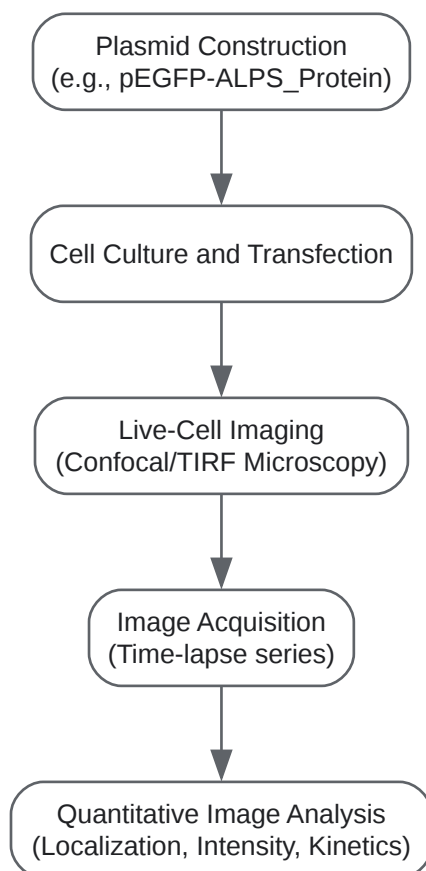 Plasmid Construction
(e.g., pEGFP-ALPS_Protein)
Cell Culture and Transfection
Live-Cell Imaging
(Confocal/TIRF Microscopy)
Image Acquisition
(Time-lapse series)
Quantitative Image Analysis
(Localization, Intensity, Kinetics)